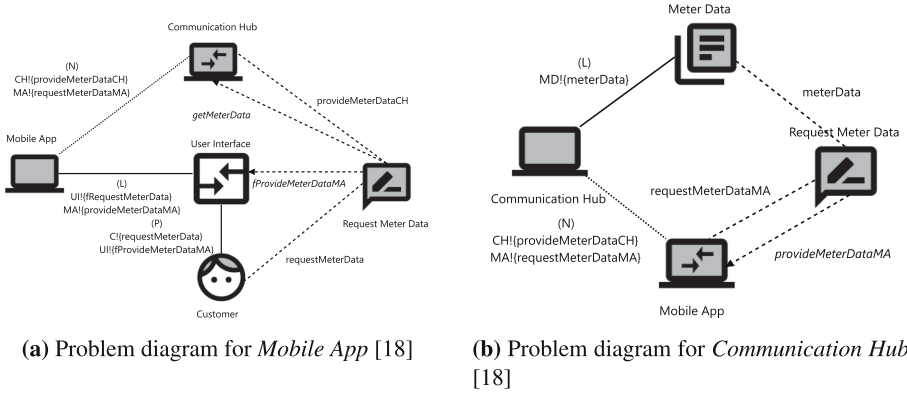 Communication Hub
(N)
CH!{provideMeterDataCH}
MA!{requestMeterDataMA}
provideMeterDataCH
getMeterData
Mobile App
User Interface
fProvideMeterDataMA
(L)
UI!{fRequestMeterData}
MA!{provideMeterDataMA}
(P)
C!{requestMeterData}
UI!{fProvideMeterDataMA}
Request Meter Data
requestMeterData
Customer
(a) Problem diagram for Mobile App [18]
Meter Data
(L)
MD!{meterData}
meterData
Request Meter Data
requestMeterDataMA
Communication Hub
(N)
CH!{provideMeterDataCH}
MA!{requestMeterDataMA}
provideMeterDataMA
Mobile App
(b) Problem diagram for Communication Hub
[18]